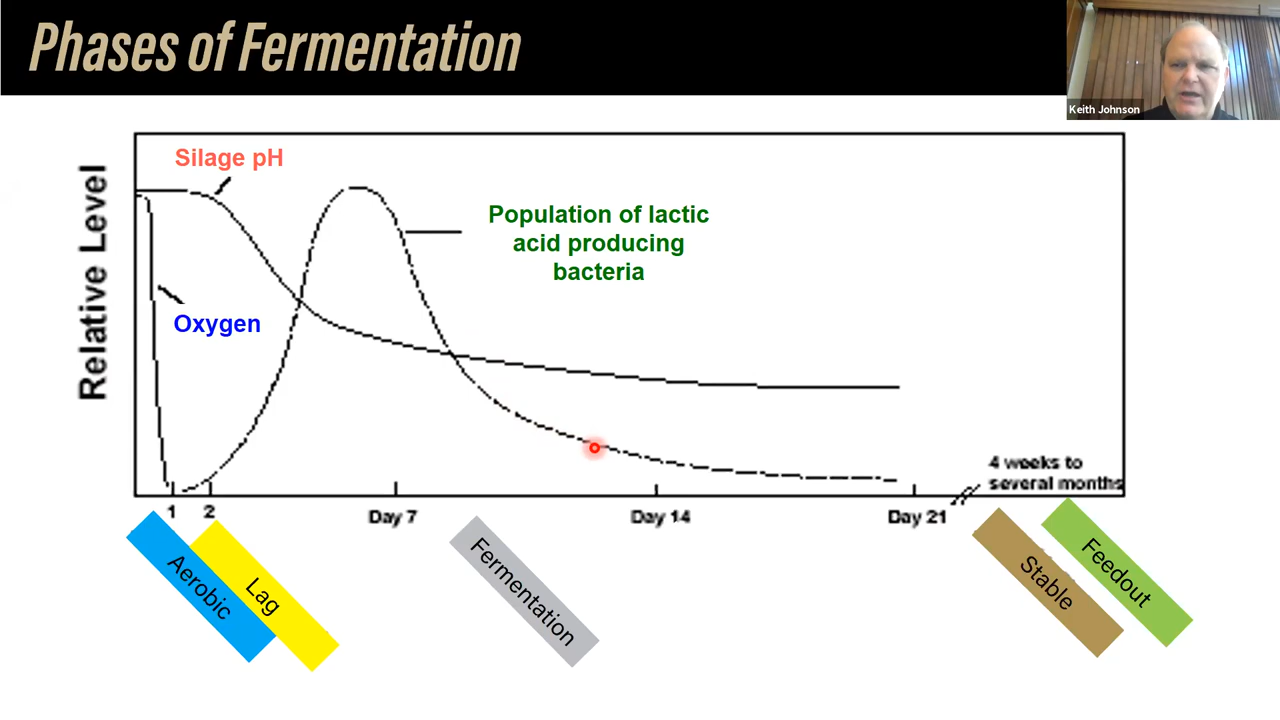 Phases of Fermentation
Keith Johnson
Silage pH
Population of lactic
acid producing
bacteria
Oxygen
Relative Level
4 weeks to
several months
1
2
Day 7
Day 14
Day 21
Aerobic
Lag
Fermentation
Stable
Feedout